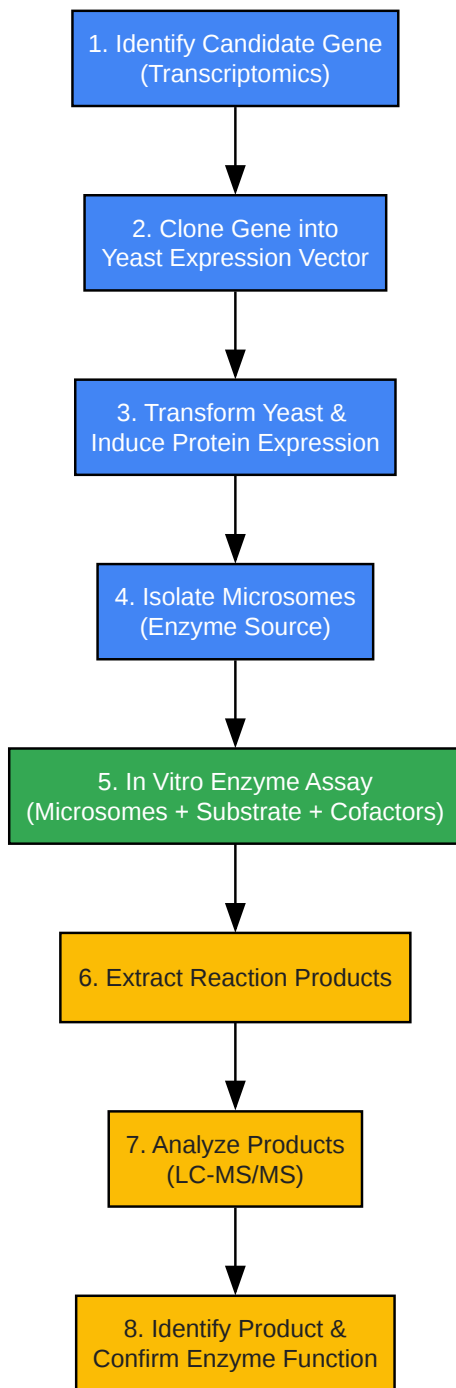 1. Identify Candidate Gene
(Transcriptomics)
2. Clone Gene into
Yeast Expression Vector
3. Transform Yeast &
Induce Protein Expression
4. Isolate Microsomes
(Enzyme Source)
5. In Vitro Enzyme Assay
(Microsomes + Substrate + Cofactors)
6. Extract Reaction Products
7. Analyze Products
(LC-MS/MS)
8. Identify Product &
Confirm Enzyme Function